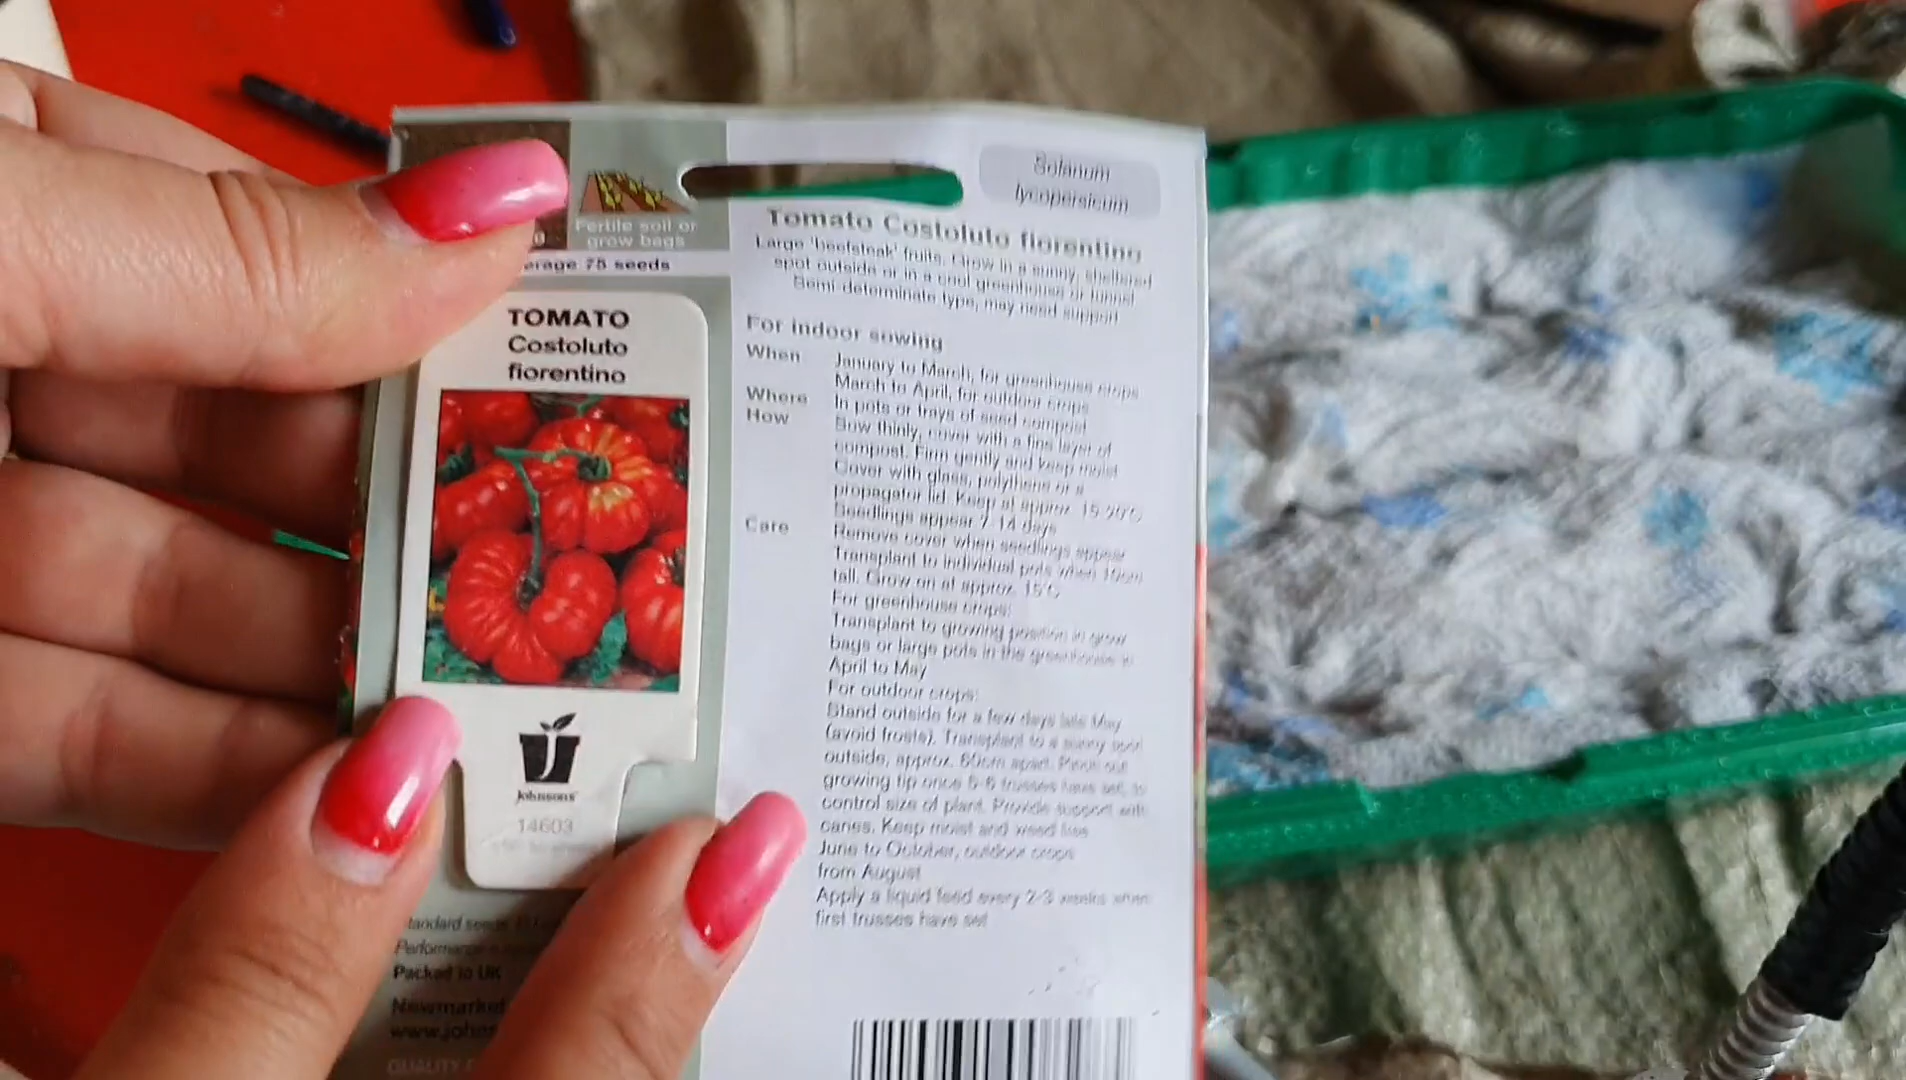 Fertile soil or
grow bags
75 seeds
TOMATO
Costoluto
fiorentino
Johnsons
14603
Packed in UK
Newmarket
QUALITY
Solanum
lycopersicum
Tomato Costoluto fiorentino
Large 'beefsteak' fruits. Grow in a sunny, sheltered
spot outside or in a cool greenhouse or tunnel
Semi-determinate type, may need support
For indoor sowing
When January to March, for greenhouse crops
March to April, for outdoor crops
Where In pots or trays of seed compost
How Sow thinly, cover with a fine layer of
compost. Firm gently and keep moist
Cover with glass, polythene or a
propagator lid. Keep at approx. 15-20°C
Seedlings appear 7-14 days
Care Remove cover when seedlings appear
Transplant to individual pots when 10cm
tall. Grow on at approx. 15°C
For greenhouse crops:
Transplant to growing position in grow
bags or large pots in the greenhouse in
April to May
For outdoor crops:
Stand outside for a few days late May
(avoid frosts). Transplant to a sunny spot
outside, approx. 60cm apart. Pinch out
growing tip once 5-6 trusses have set, to
control size of plant. Provide support with
canes. Keep moist and weed free
June to October, outdoor crops
from August
Apply a liquid feed every 2-3 weeks when
first trusses have set